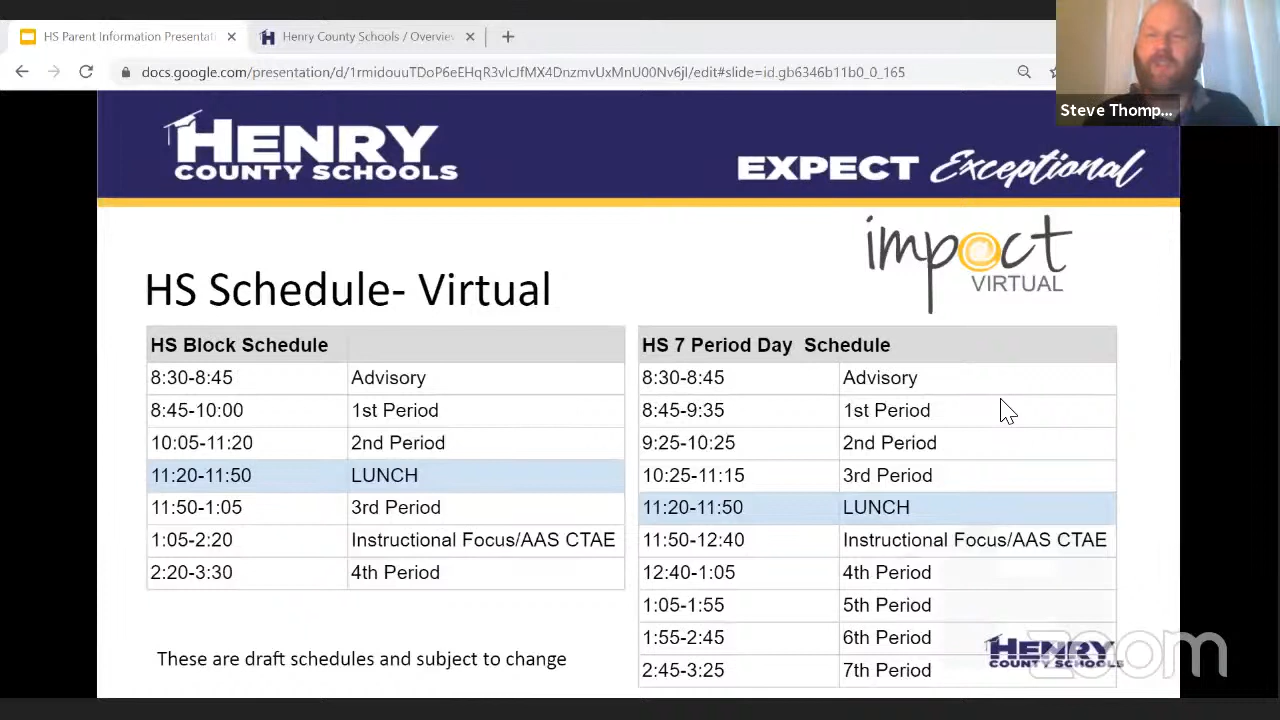 HS Parent Information Presentat
Henry County Schools / Overvie
docs.google.com/presentation/d/1rmidouuTDoP6eEHqR3vlcJfMX4DnzmvUxMnU00Nv6jI/edit#slide=id.gb6346b11b0_0_165
Steve Thomp...
HENRY
COUNTY SCHOOLS
EXPECT Exceptional
impact
VIRTUAL
HS Schedule- Virtual
HS Block Schedule
8:30-8:45 Advisory
8:45-10:00 1st Period
10:05-11:20 2nd Period
11:20-11:50 LUNCH
11:50-1:05 3rd Period
1:05-2:20 Instructional Focus/AAS CTAE
2:20-3:30 4th Period
These are draft schedules and subject to change
HS 7 Period Day Schedule
8:30-8:45 Advisory
8:45-9:35 1st Period
9:25-10:25 2nd Period
10:25-11:15 3rd Period
11:20-11:50 LUNCH
11:50-12:40 Instructional Focus/AAS CTAE
12:40-1:05 4th Period
1:05-1:55 5th Period
1:55-2:45 6th Period
2:45-3:25 7th Period
HENRY
COUNTY SCHOOLS
zoom